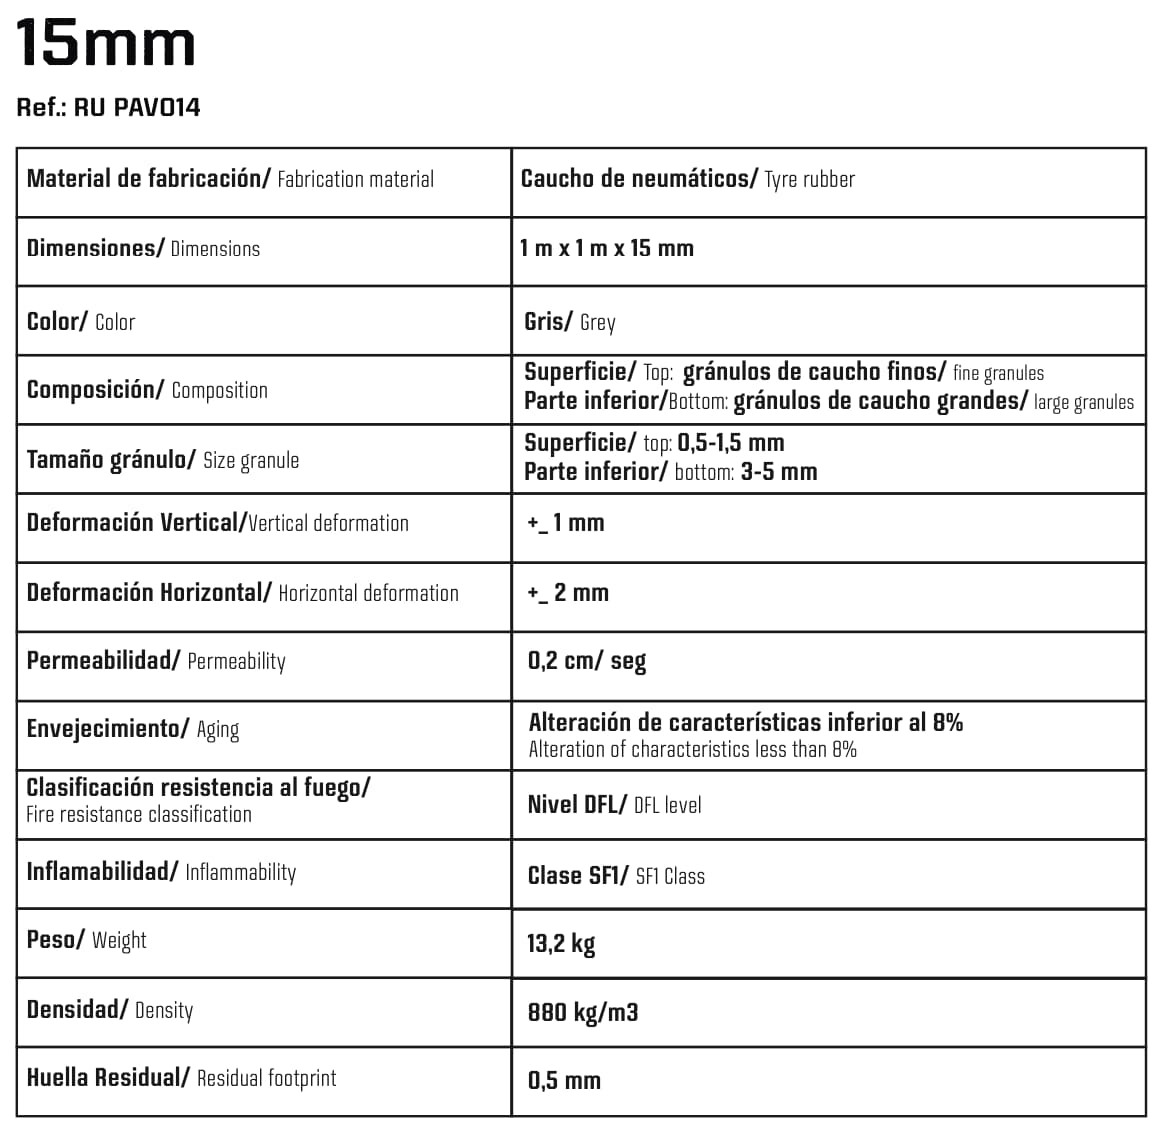 15mm
Ref.: RU PAV014
Material de fabricación/ Fabrication material
Caucho de neumáticos/ Tyre rubber
Dimensiones/ Dimensions
1 m x 1 m x 15 mm
Color/ Color
Gris/ Grey
Composición/ Composition
Superficie/ Top: gránulos de caucho finos/ fine granules
Parte inferior/Bottom: gránulos de caucho grandes/ large granules
Tamaño gránulo/ Size granule
Superficie/ top: 0,5-1,5 mm
Parte inferior/ bottom: 3-5 mm
Deformación Vertical/Vertical deformation
+_ 1 mm
Deformación Horizontal/ Horizontal deformation
+_ 2 mm
Permeabilidad/ Permeability
0,2 cm/ seg
Envejecimiento/ Aging
Alteración de características inferior al 8%
Alteration of characteristics less than 8%
Clasificación resistencia al fuego/
Fire resistance classification
Nivel DFL/ DFL level
Inflamabilidad/ Inflammability
Clase SF1/ SF1 Class
Peso/ Weight
13,2 kg
Densidad/ Density
880 kg/m3
Huella Residual/ Residual footprint
0,5 mm